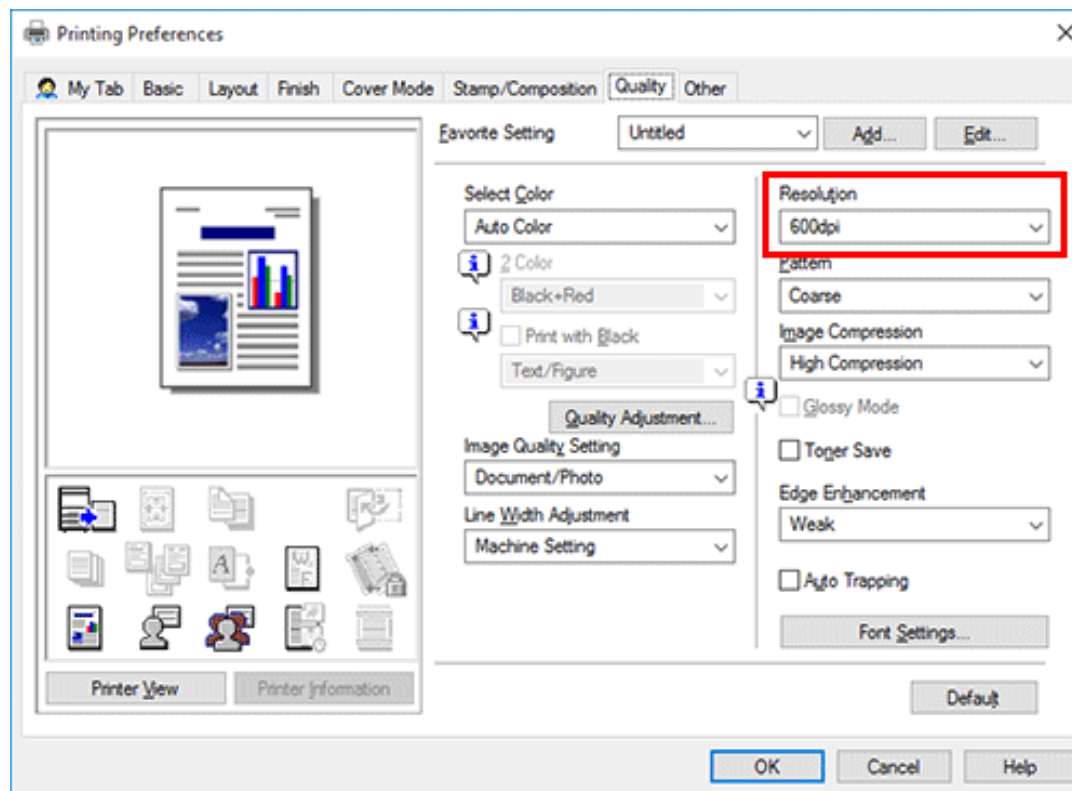 Printing Preferences
My Tab Basic Layout Finish Cover Mode Stamp/Composition Quality Other
Favorite Setting Untitled Add... Edit...
Select Color
Auto Color
2 Color
Black+Red
Print with Black
Text/Figure
Quality Adjustment...
Image Quality Setting
Document/Photo
Line Width Adjustment
Machine Setting
Resolution
600dpi
Pattern
Coarse
Image Compression
High Compression
Glossy Mode
Toner Save
Edge Enhancement
Weak
Auto Trapping
Font Settings...
Printer View Printer Information
Default
OK Cancel Help